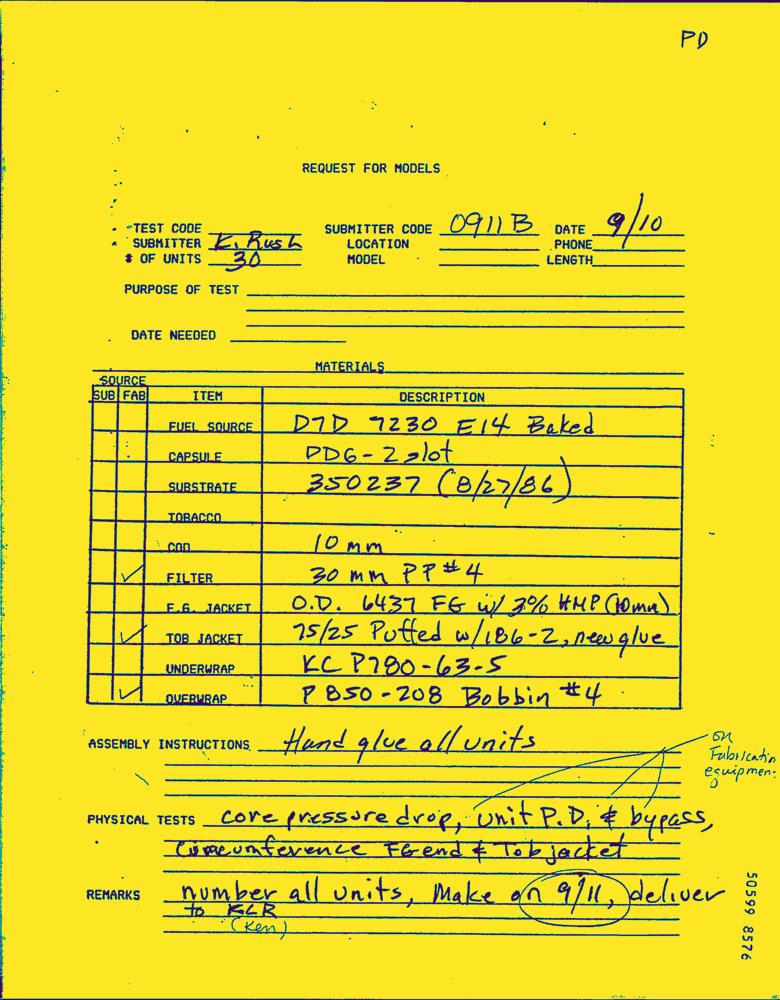 PD
REQUEST FOR MODELS
TEST CODE SUBMITTER CODE 0911B DATE 9/10
SUBMITTER K. Rush LOCATION PHONE
# OF UNITS 30 MODEL LENGTH
PURPOSE OF TEST
DATE NEEDED
MATERIALS
SOURCE
SUB FAB ITEM DESCRIPTION
FUEL SOURCE D7D 7230 E14 Baked
CAPSULE DD6-2 slot
SUBSTRATE 350237 (8/27/86)
TOBACCO
COD 10 mm
✓ FILTER 30 mm PP #4
F.G. JACKET O.D. 6437 FG w/ 3% HMP (10mm)
✓ TOB JACKET 75/25 Puffed w/186-2, new glue
UNDERWRAP KC P780-63-5
✓ OVERWRAP P 850-208 Bobbin #4
ASSEMBLY INSTRUCTIONS Hand glue all units
on
Fabrication
equipment
PHYSICAL TESTS core pressure drop, unit P.D. & bypass,
Circumference FG end & Tob jacket
REMARKS number all units, Make on 9/11, deliver
to KLR
(Ken)
50599 8576